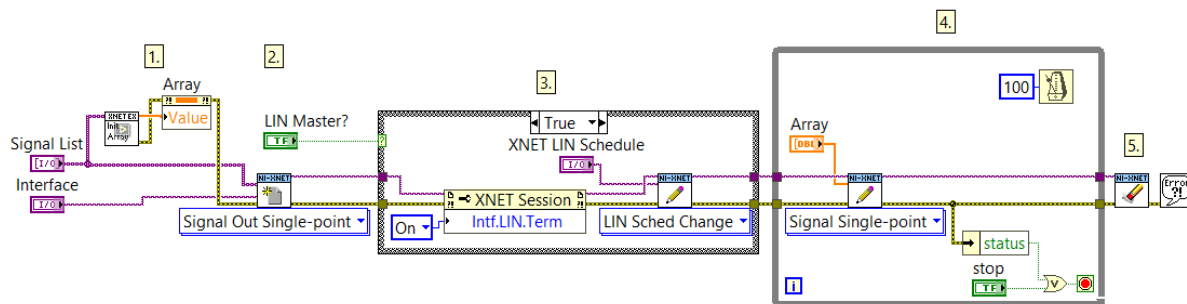 1.
2.
3.
4.
5.
Array
XNET EX
Init
Array
Value
Signal List
I/O
Interface
I/O
LIN Master?
TF
?
NI-XNET
Signal Out Single-point
True
XNET LIN Schedule
I/O
XNET Session
Intf.LIN.Term
On
NI-XNET
LIN Sched Change
100
Array
DBL
NI-XNET
Signal Single-point
status
stop
TF
V
i
NI-XNET
Error
?!